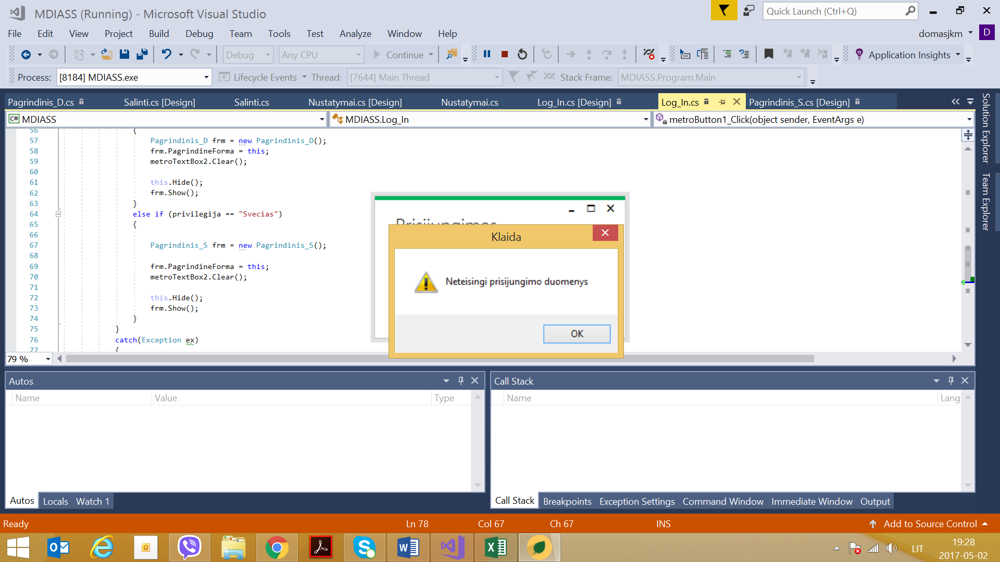 MDIASS (Running) - Microsoft Visual Studio
Quick Launch (Ctrl+Q)
File Edit View Project Build Debug Team Tools Test Analyze Window Help
domasjkm D
Debug Any CPU Continue Application Insights
Process: [8184] MDIASS.exe Lifecycle Events Thread: [7644] Main Thread Stack Frame: MDIASS.Program.Main
Pagrindinis_D.cs Salinti.cs [Design] Salinti.cs Nustatymai.cs [Design] Nustatymai.cs Log_In.cs [Design] Log_In.cs Pagrindinis_S.cs [Design]
C# MDIASS MDIASS.Log_In metroButton1_Click(object sender, EventArgs e)
Solution Explorer
Team Explorer
56 {
57 Pagrindinis_D frm = new Pagrindinis_D();
58 frm.PagrindineForma = this;
59 metroTextBox2.Clear();
60
61 this.Hide();
62 frm.Show();
63 }
64 else if (privilegija == "Svecias")
65 {
66
67 Pagrindinis_S frm = new Pagrindinis_S();
68
69 frm.PagrindineForma = this;
70 metroTextBox2.Clear();
71
72 this.Hide();
73 frm.Show();
74 }
75 }
76 catch(Exception ex)
77 {
79 %
Prisijungimas
Klaida
Neteisingi prisijungimo duomenys
OK
Autos
Name Value Type
Autos Locals Watch 1
Call Stack
Name Lang
Call Stack Breakpoints Exception Settings Command Window Immediate Window Output
Ready Ln 78 Col 67 Ch 67 INS Add to Source Control
LIT
19:28
2017-05-02